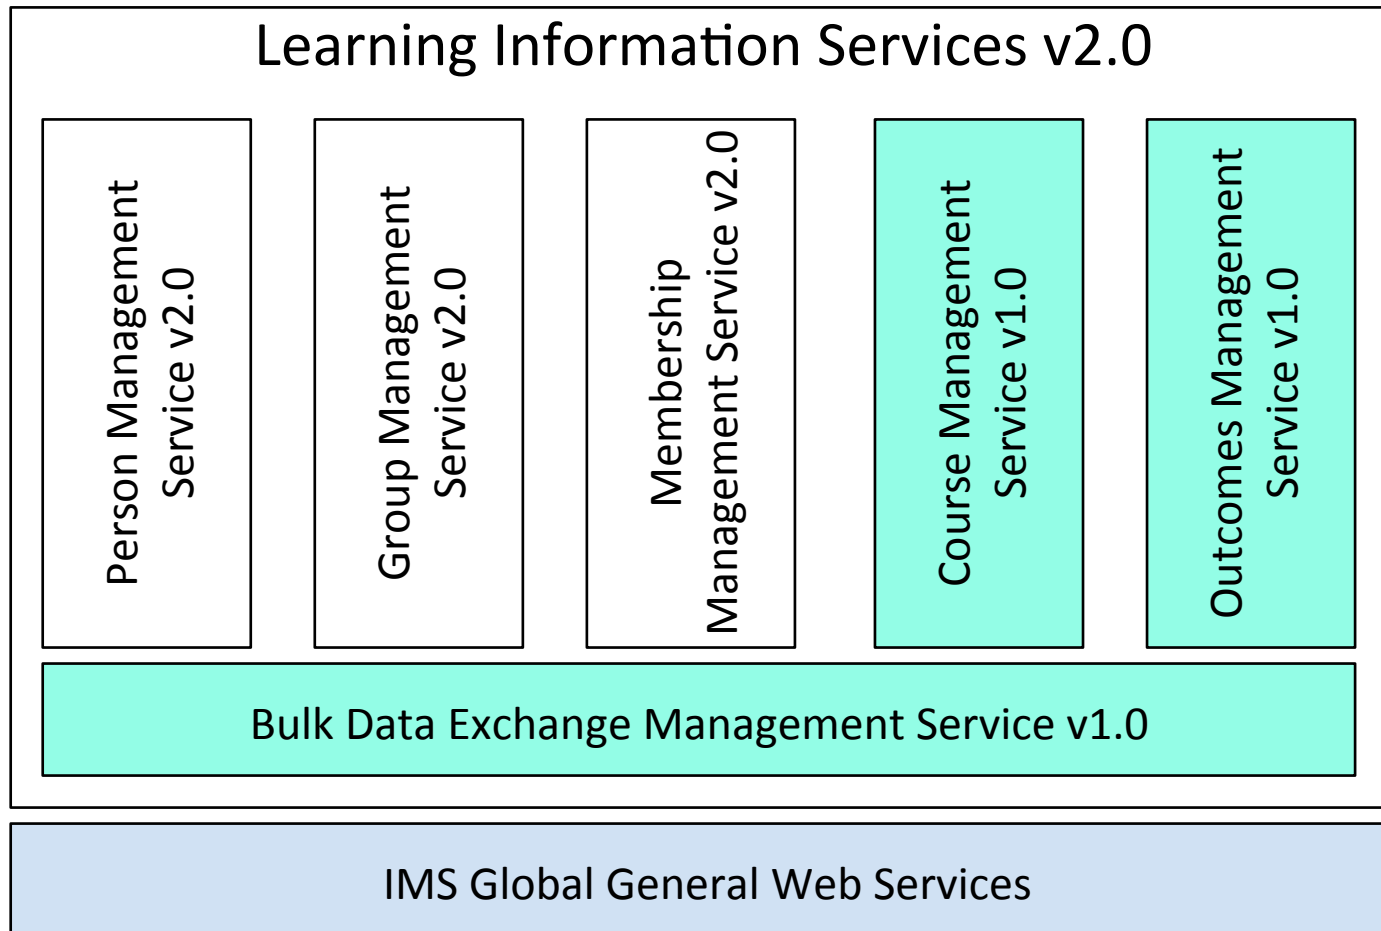 Learning Information Services v2.0
Person Management
Service v2.0
Group Management
Service v2.0
Membership
Management Service v2.0
Course Management
Service v1.0
Outcomes Management
Service v1.0
Bulk Data Exchange Management Service v1.0
IMS Global General Web Services